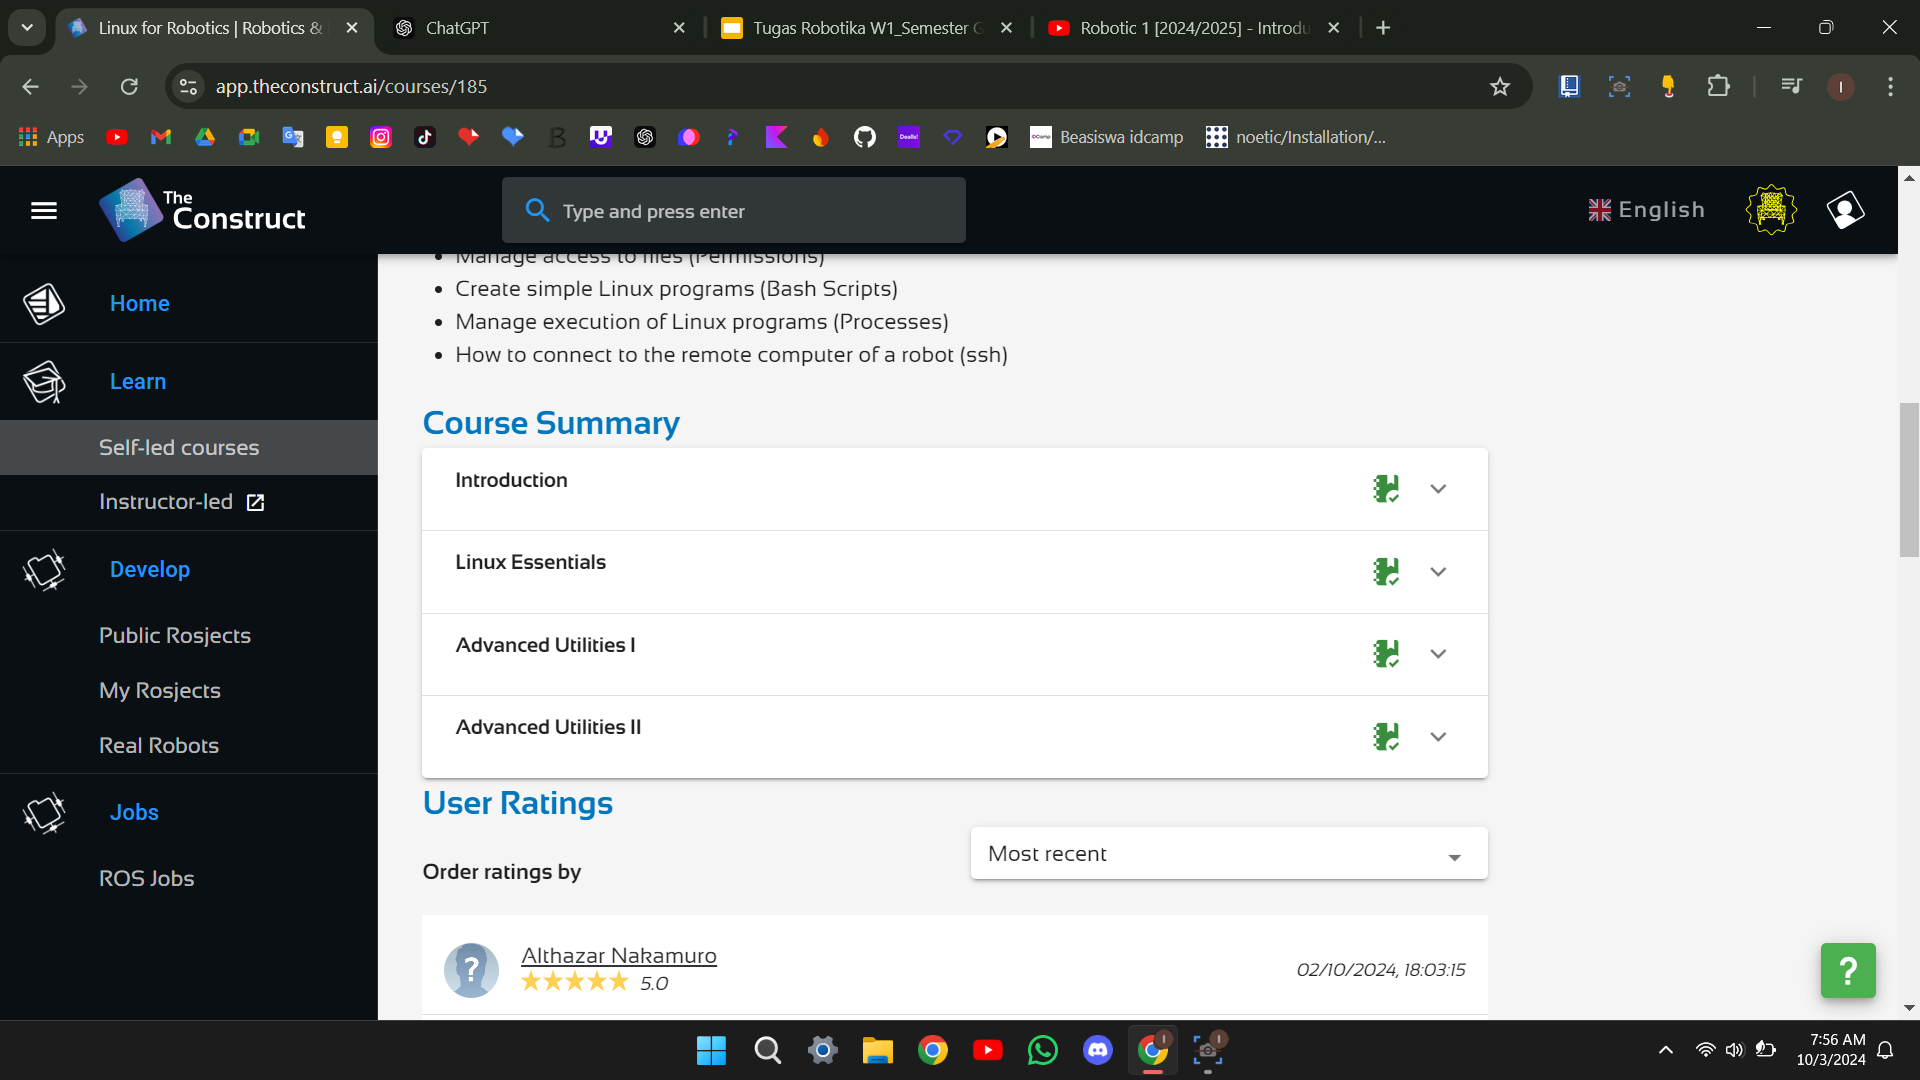 Linux for Robotics | Robotics &
ChatGPT
Tugas Robotika W1_Semester G
Robotic 1 [2024/2025] - Introdu
app.theconstruct.ai/courses/185
I
Apps
Beasiswa idcamp
noetic/Installation/...
The
Construct
Type and press enter
English
Home
Learn
Self-led courses
Instructor-led
Develop
Public Rosjects
My Rosjects
Real Robots
Jobs
ROS Jobs
Manage access to files (Permissions)
Create simple Linux programs (Bash Scripts)
Manage execution of Linux programs (Processes)
How to connect to the remote computer of a robot (ssh)
Course Summary
Introduction
Linux Essentials
Advanced Utilities I
Advanced Utilities II
User Ratings
Order ratings by
Most recent
Althazar Nakamuro
5.0
02/10/2024, 18:03:15
?
7:56 AM
10/3/2024